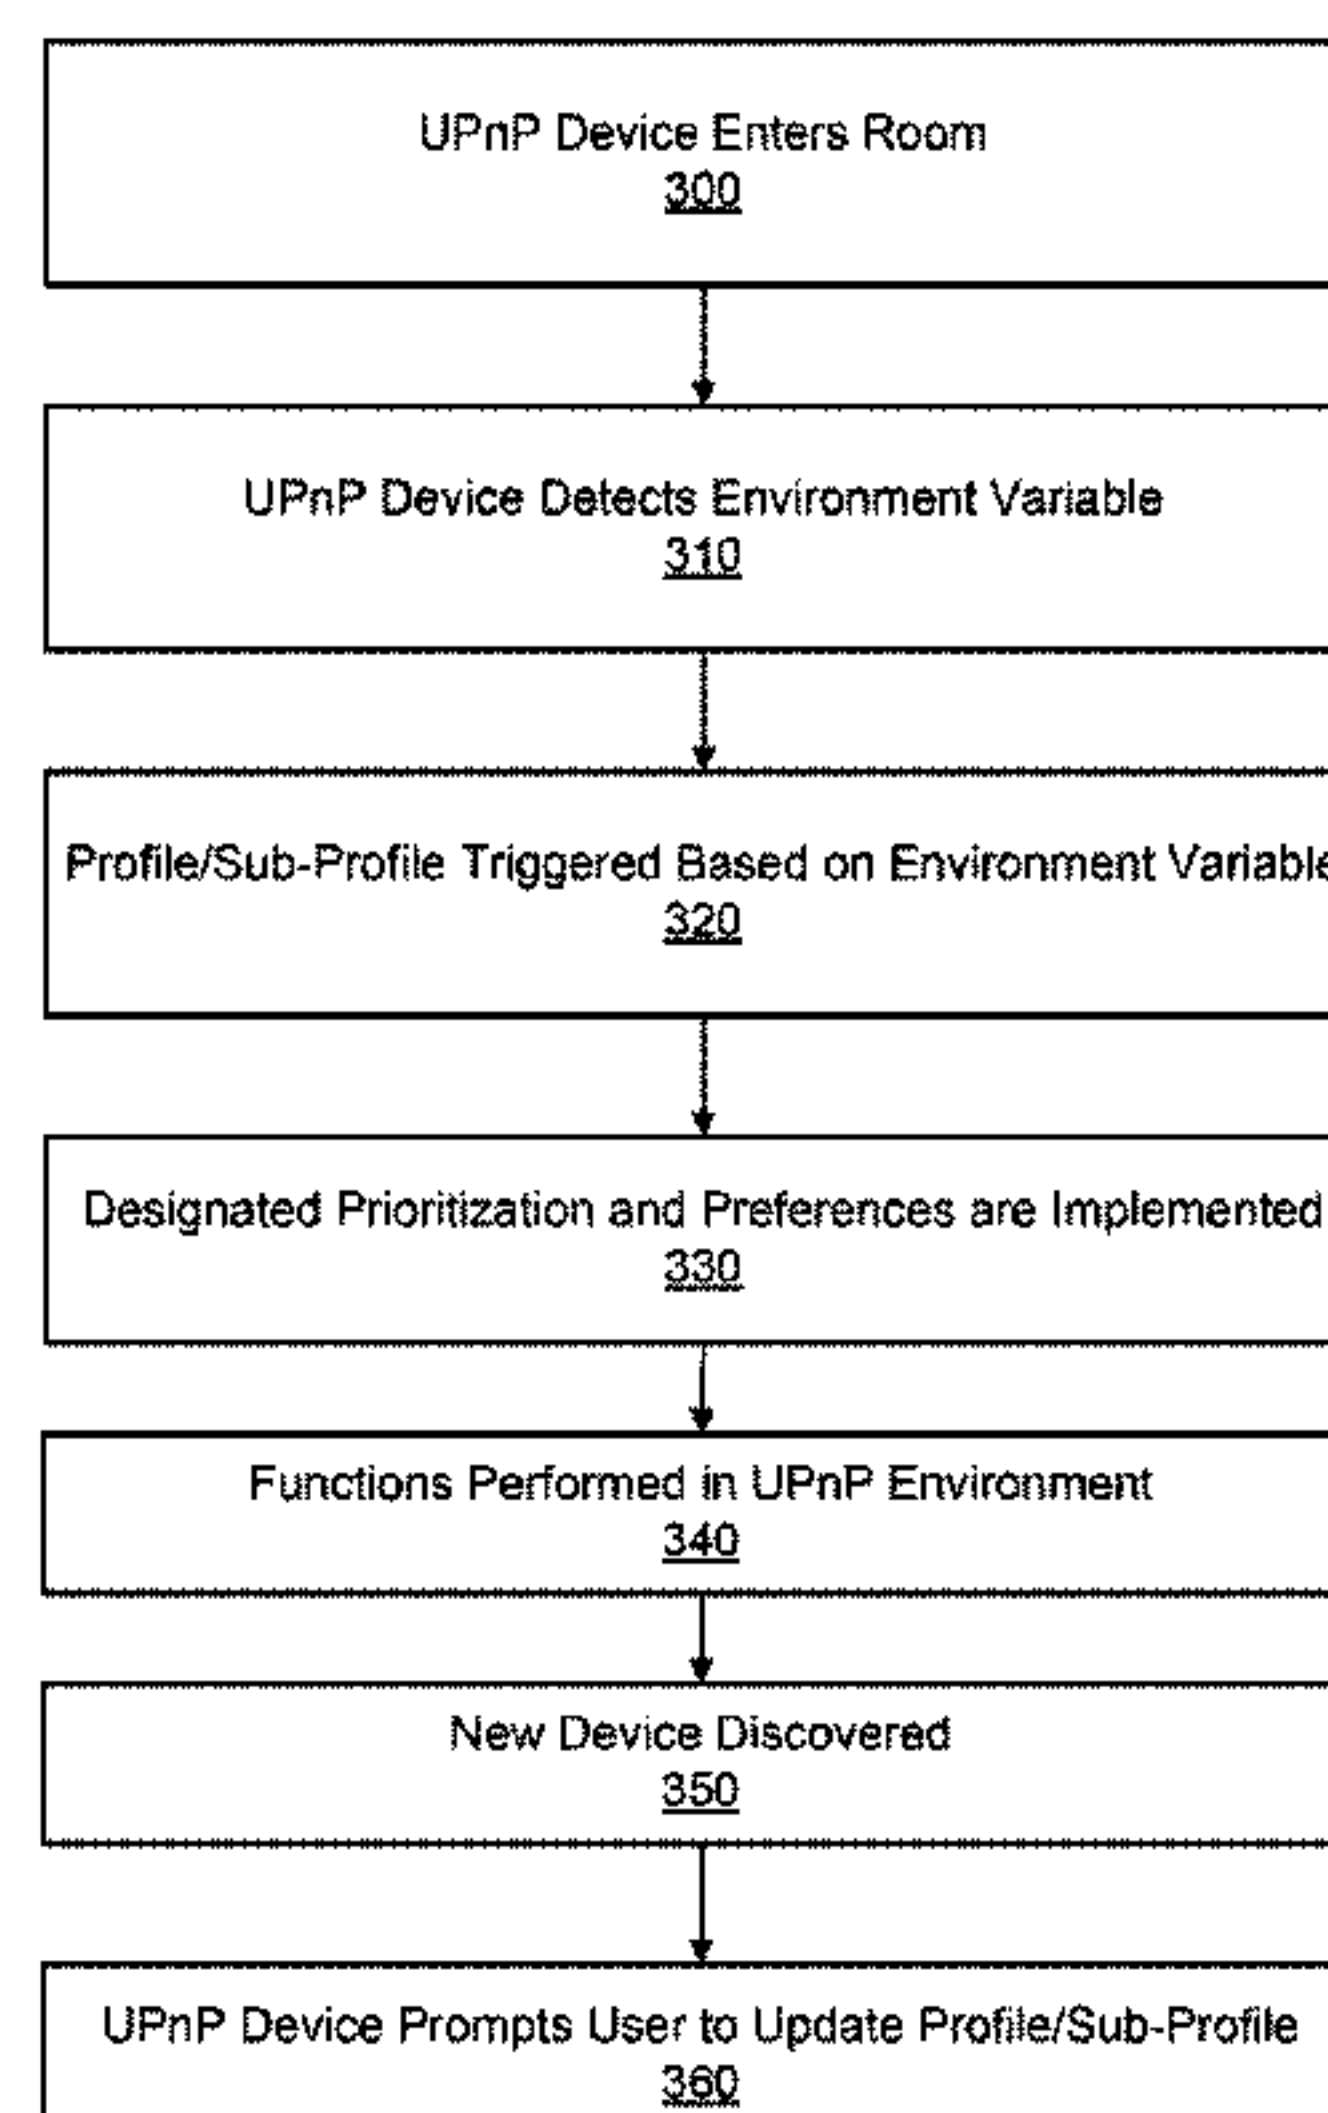 UPnP Device Enters Room
300
UPnP Device Detects Environment Variable
310
Profile/Sub-Profile Triggered Based on Environment Variable
320
Designated Prioritization and Preferences are Implemented
330
Functions Performed in UPnP Environment
340
New Device Discovered
350
UPnP Device Prompts User to Update Profile/Sub-Profile
360